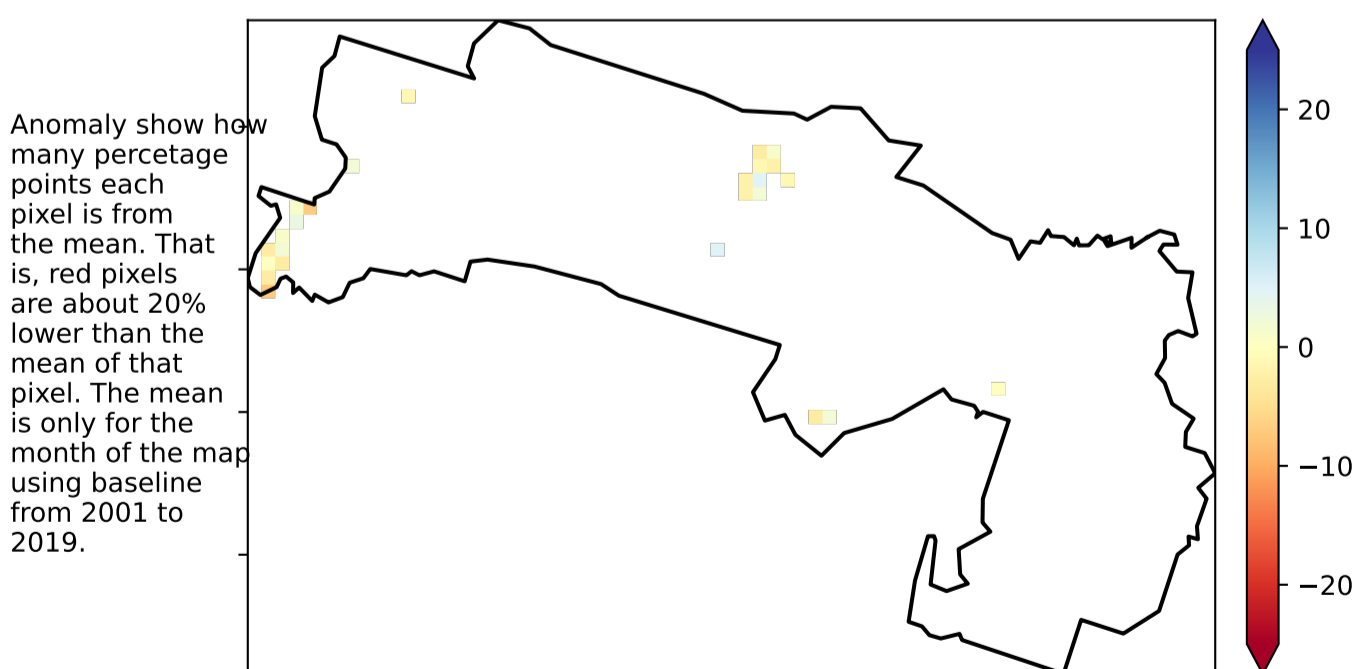 Anomaly show how
many percetage
points each
pixel is from
the mean. That
is, red pixels
are about 20%
lower than the
mean of that
pixel. The mean
is only for the
month of the map
using baseline
from 2001 to
2019.
20
10
0
−10
−20